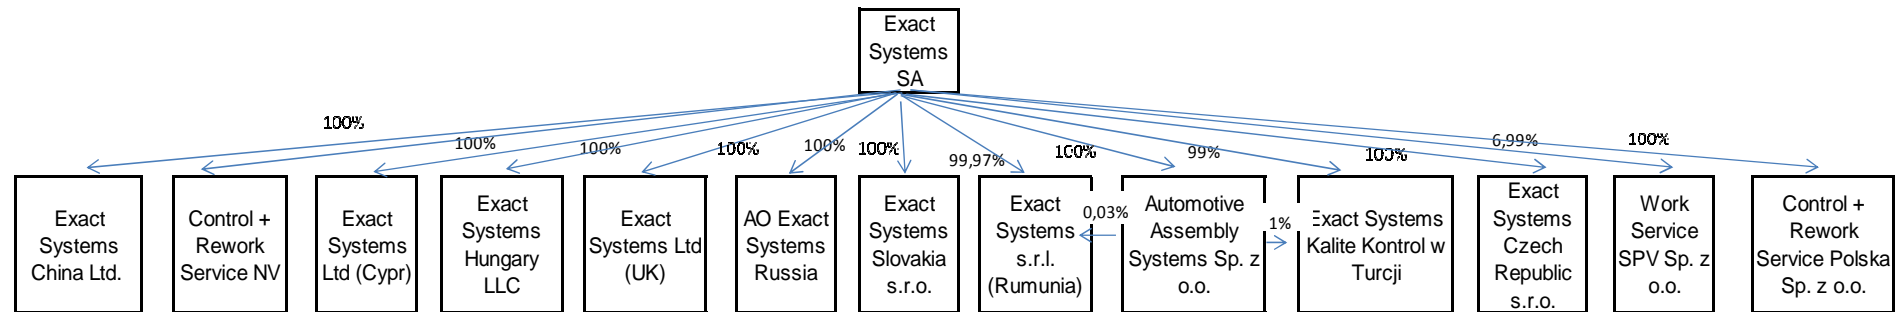 Exact
Systems
SA
100%
100%
100%
100%
100%
100%
99,97%
100%
99%
100%
6,99%
100%
Exact
Systems
China Ltd.
Control +
Rework
Service NV
Exact
Systems
Ltd (Cypr)
Exact
Systems
Hungary
LLC
Exact
Systems Ltd
(UK)
AO Exact
Systems
Russia
Exact
Systems
Slovakia
s.r.o.
Exact
Systems
s.r.l.
(Rumunia)
0,03%
Automotive
Assembly
Systems Sp. z
o.o.
1%
Exact Systems
Kalite Kontrol w
Turcji
Exact
Systems
Czech
Republic
s.r.o.
Work
Service
SPV Sp. z
o.o.
Control +
Rework
Service Polska
Sp. z o.o.